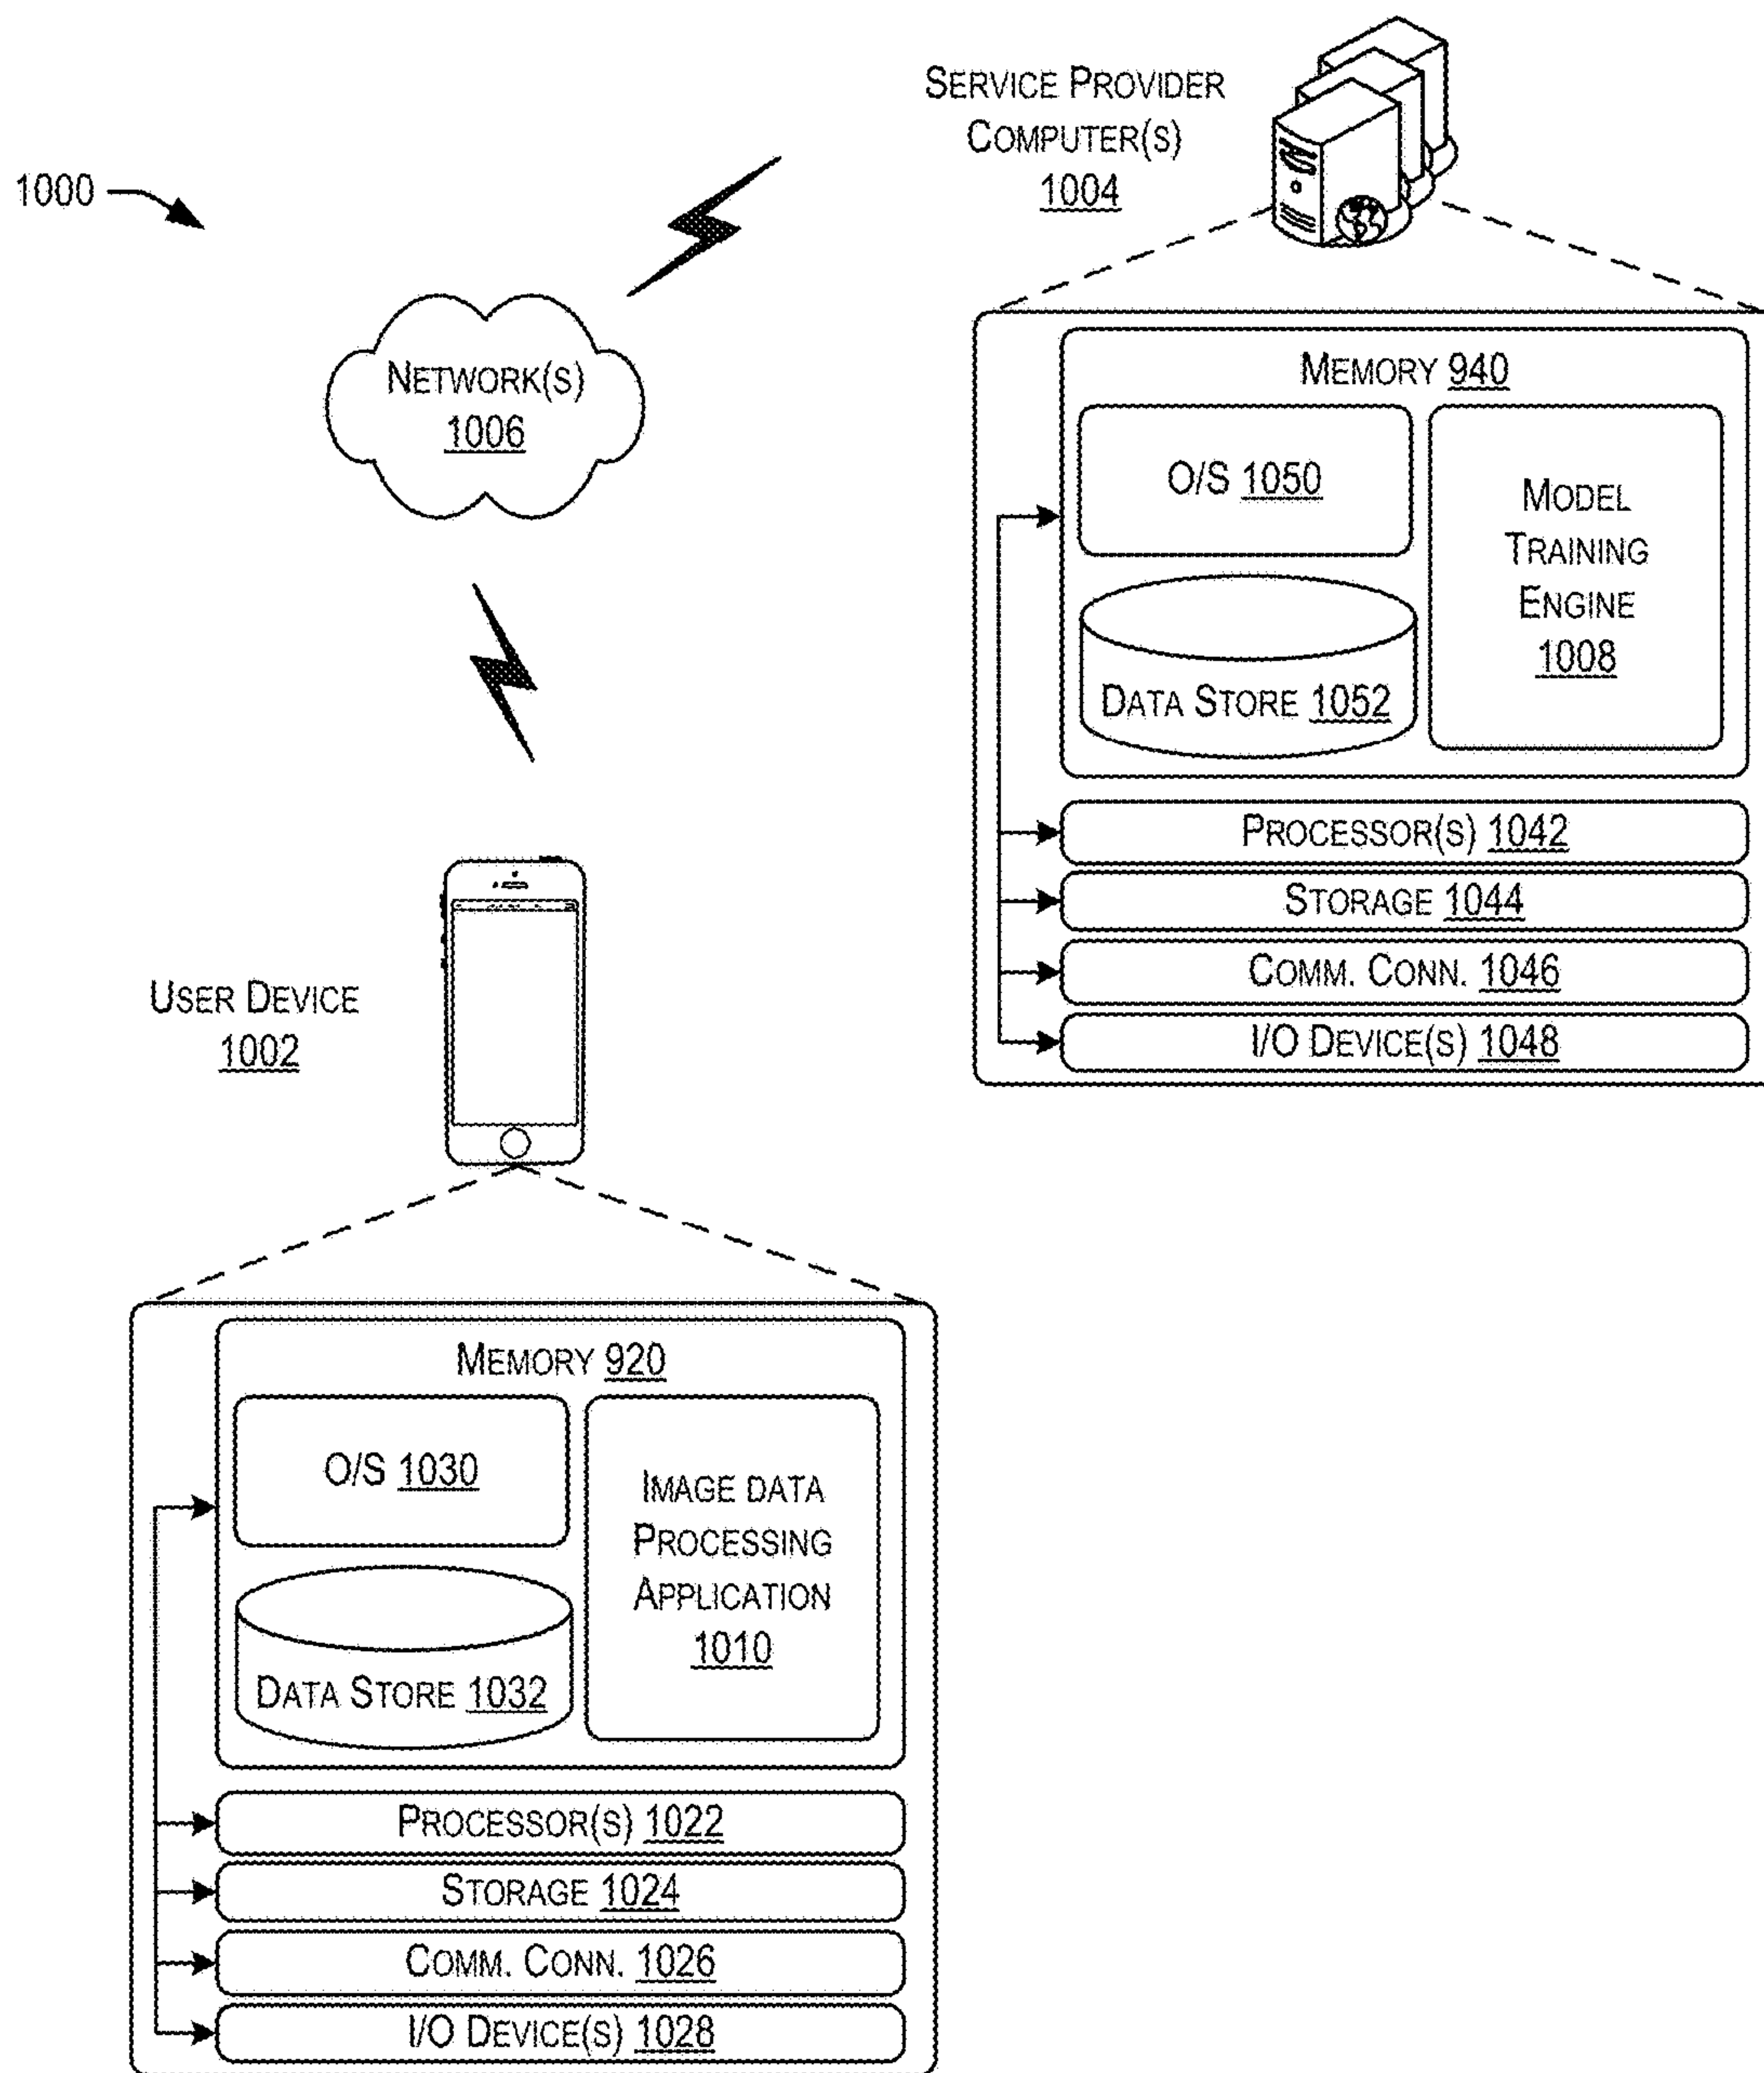 SERVICE PROVIDER
COMPUTER(S)
1004
1000
NETWORK(S)
1006
MEMORY 940
O/S 1050
MODEL
TRAINING
ENGINE
1008
DATA STORE 1052
PROCESSOR(S) 1042
STORAGE 1044
COMM. CONN. 1046
I/O DEVICE(S) 1048
USER DEVICE
1002
MEMORY 920
O/S 1030
IMAGE DATA
PROCESSING
APPLICATION
1010
DATA STORE 1032
PROCESSOR(S) 1022
STORAGE 1024
COMM. CONN. 1026
I/O DEVICE(S) 1028